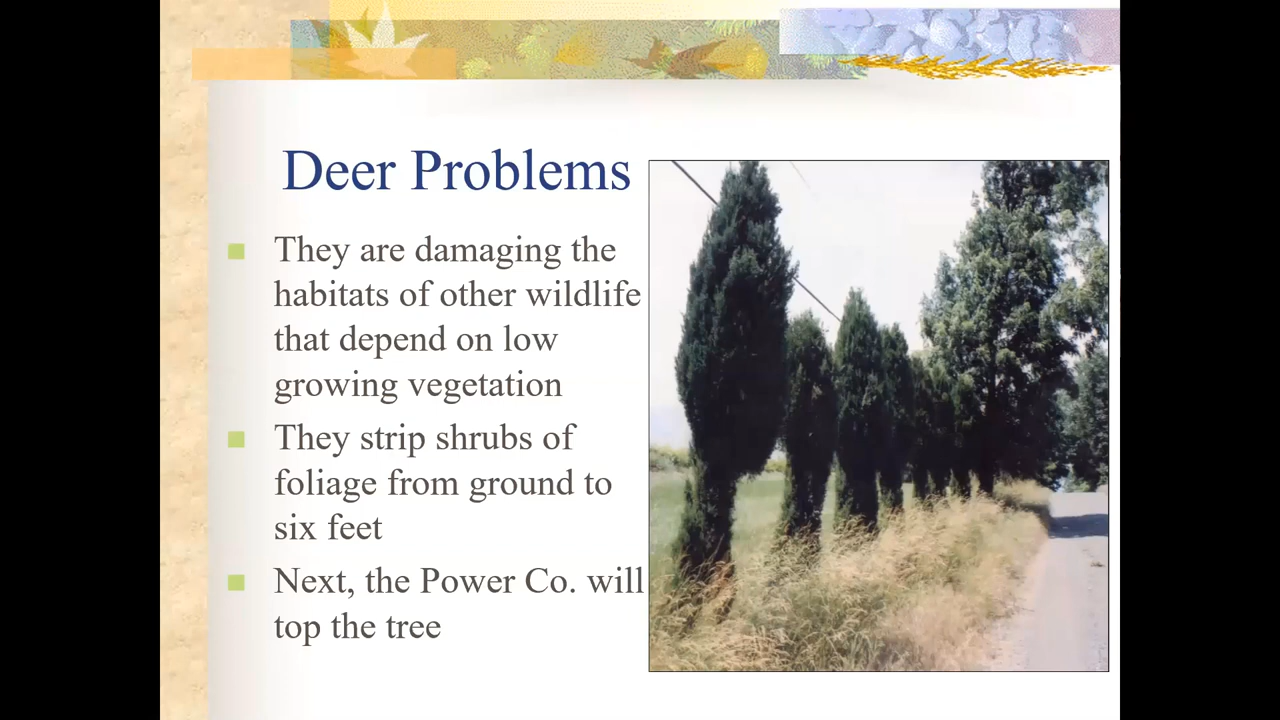 Deer Problems
They are damaging the
habitats of other wildlife
that depend on low
growing vegetation
They strip shrubs of
foliage from ground to
six feet
Next, the Power Co. will
top the tree